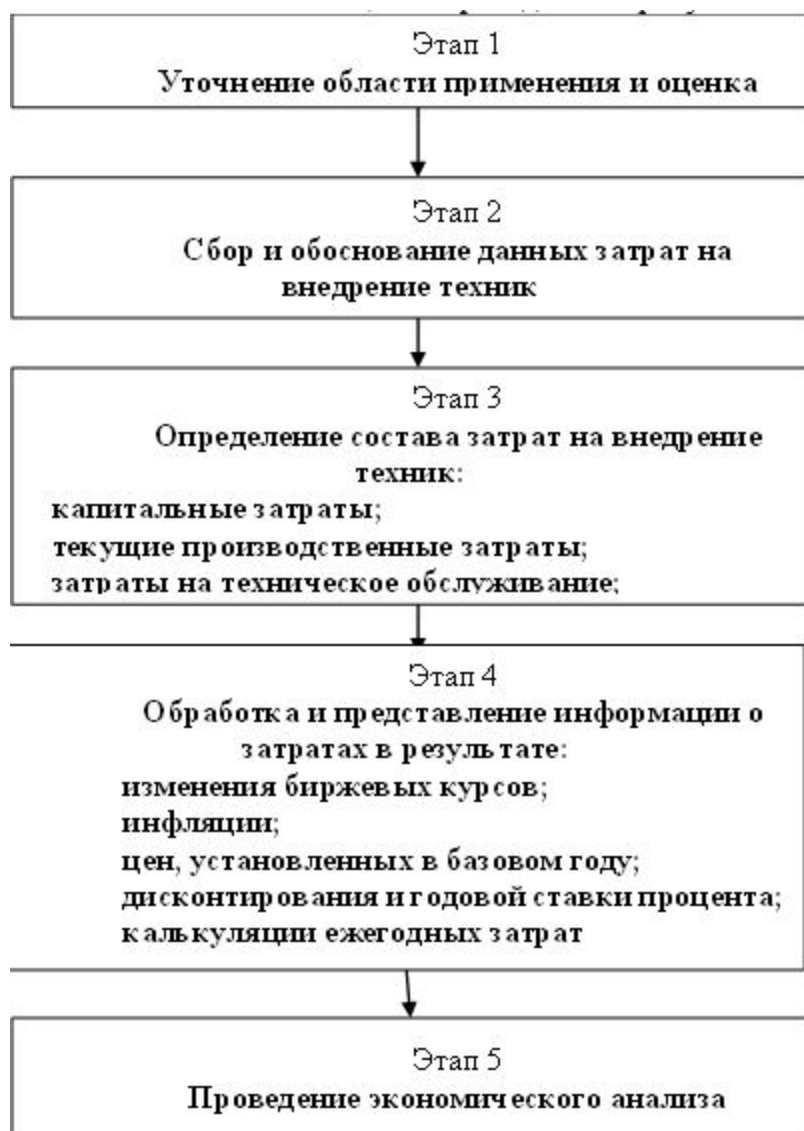 Этап 1
Уточнение области применения и оценка
Этап 2
Сбор и обоснование данных затрат на
внедрение техник
Этап 3
Определение состава затрат на внедрение
техник:
капитальные затраты;
текущие производственные затраты;
затраты на техническое обслуживание;
Этап 4
Обработка и представление информации о
затратах в результате:
изменения биржевых курсов;
инфляции;
цен, установленных в базовом году;
дисконтирования и годовой ставки процента;
калькуляции ежегодных затрат
Этап 5
Проведение экономического анализа